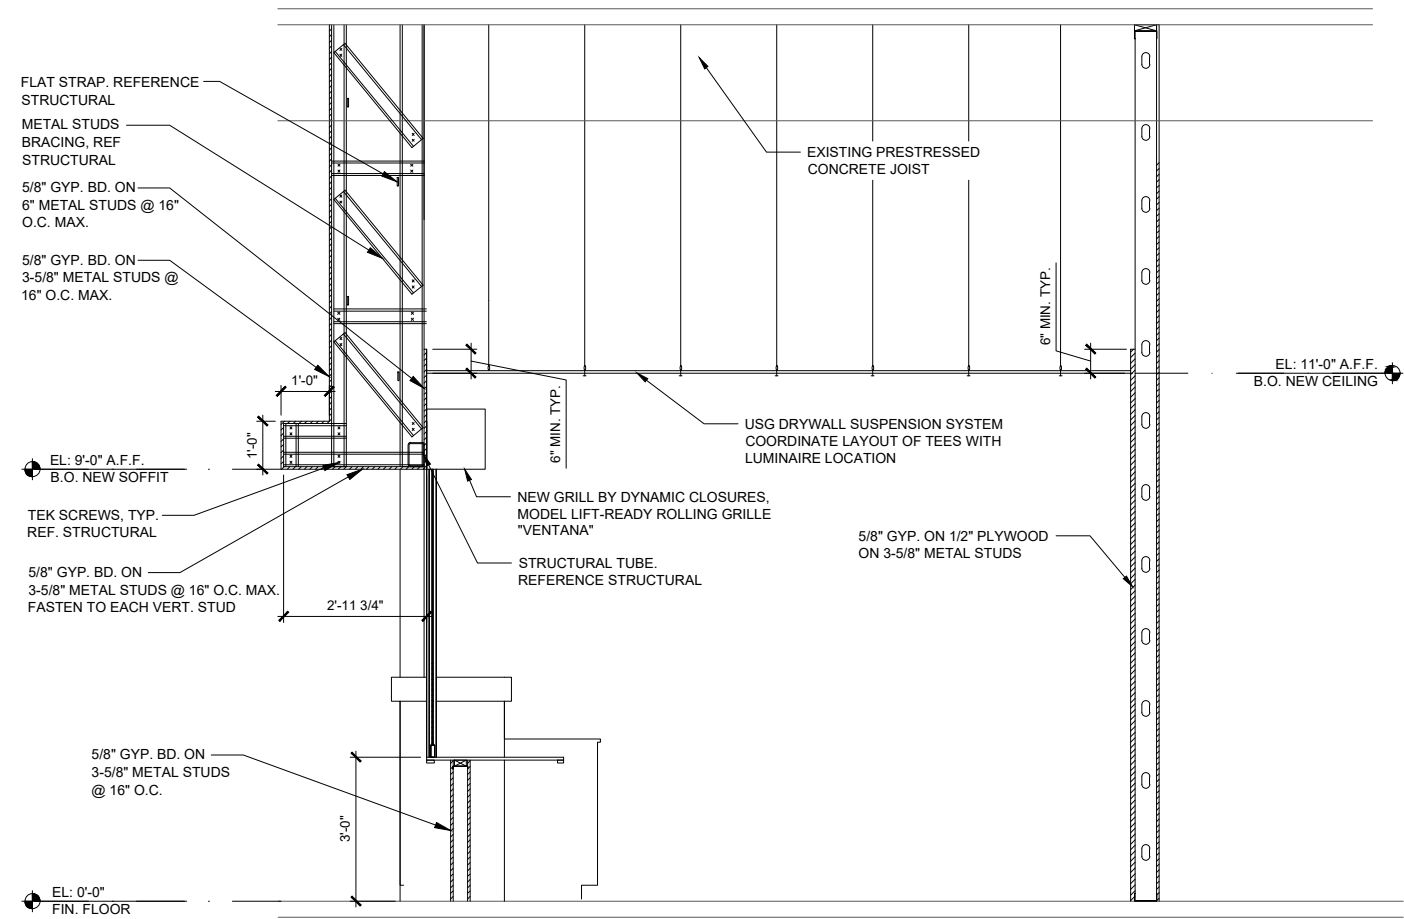 FLAT STRAP. REFERENCE
STRUCTURAL
METAL STUDS
BRACING, REF
STRUCTURAL
5/8" GYP. BD. ON
6" METAL STUDS @ 16"
O.C. MAX.
5/8" GYP. BD. ON
3-5/8" METAL STUDS @
16" O.C. MAX.
1'-0"
1'-0"
EL: 9'-0" A.F.F.
B.O. NEW SOFFIT
TEK SCREWS, TYP.
REF. STRUCTURAL
5/8" GYP. BD. ON
3-5/8" METAL STUDS @ 16" O.C. MAX.
FASTEN TO EACH VERT. STUD
2'-11 3/4"
5/8" GYP. BD. ON
3-5/8" METAL STUDS
@ 16" O.C.
3'-0"
EL: 0'-0"
FIN. FLOOR
EXISTING PRESTRESSED
CONCRETE JOIST
6" MIN. TYP.
6" MIN. TYP.
EL: 11'-0" A.F.F.
B.O. NEW CEILING
USG DRYWALL SUSPENSION SYSTEM
COORDINATE LAYOUT OF TEES WITH
LUMINAIRE LOCATION
NEW GRILL BY DYNAMIC CLOSURES,
MODEL LIFT-READY ROLLING GRILLE
"VENTANA"
STRUCTURAL TUBE.
REFERENCE STRUCTURAL
5/8" GYP. ON 1/2" PLYWOOD
ON 3-5/8" METAL STUDS